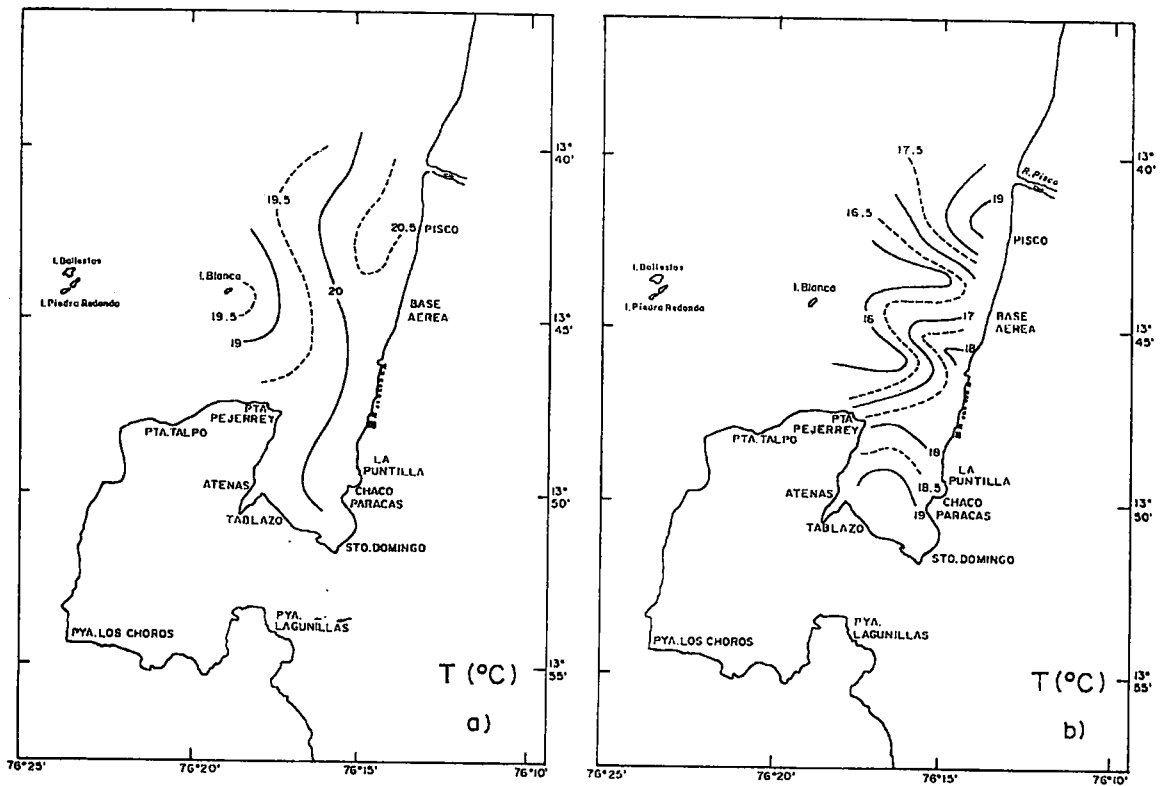 19.5
20.5
PISCO
I. Ballestas
I. Piedra Redonda
I. Blanca
19.5
19
20
BASE
AEREA
PTA.
PEJERREY
PTA. TALPO
LA
PUNTILLA
ATENAS
CHACO
PARACAS
TABLAZO
STO. DOMINGO
PYA. LOS CHOROS
PYA.
LAGUNILLAS
T (°C)
a)
13°
40'
13°
45'
13°
50'
13°
55'
76°25'
76°20'
76°15'
76°10'
17.5
16.5
19
R. Pisco
PISCO
I. Ballestas
I. Piedra Redonda
I. Blanca
16
17
BASE
AEREA
18
PTA.
PEJERREY
PTA. TALPO
18
LA
PUNTILLA
18.5
ATENAS
CHACO
PARACAS
19
TABLAZO
STO. DOMINGO
PYA. LOS CHOROS
PYA.
LAGUNILLAS
T (°C)
b)
13°
40'
13°
45'
13°
50'
13°
55'
76°25'
76°20'
76°15'
76°10'